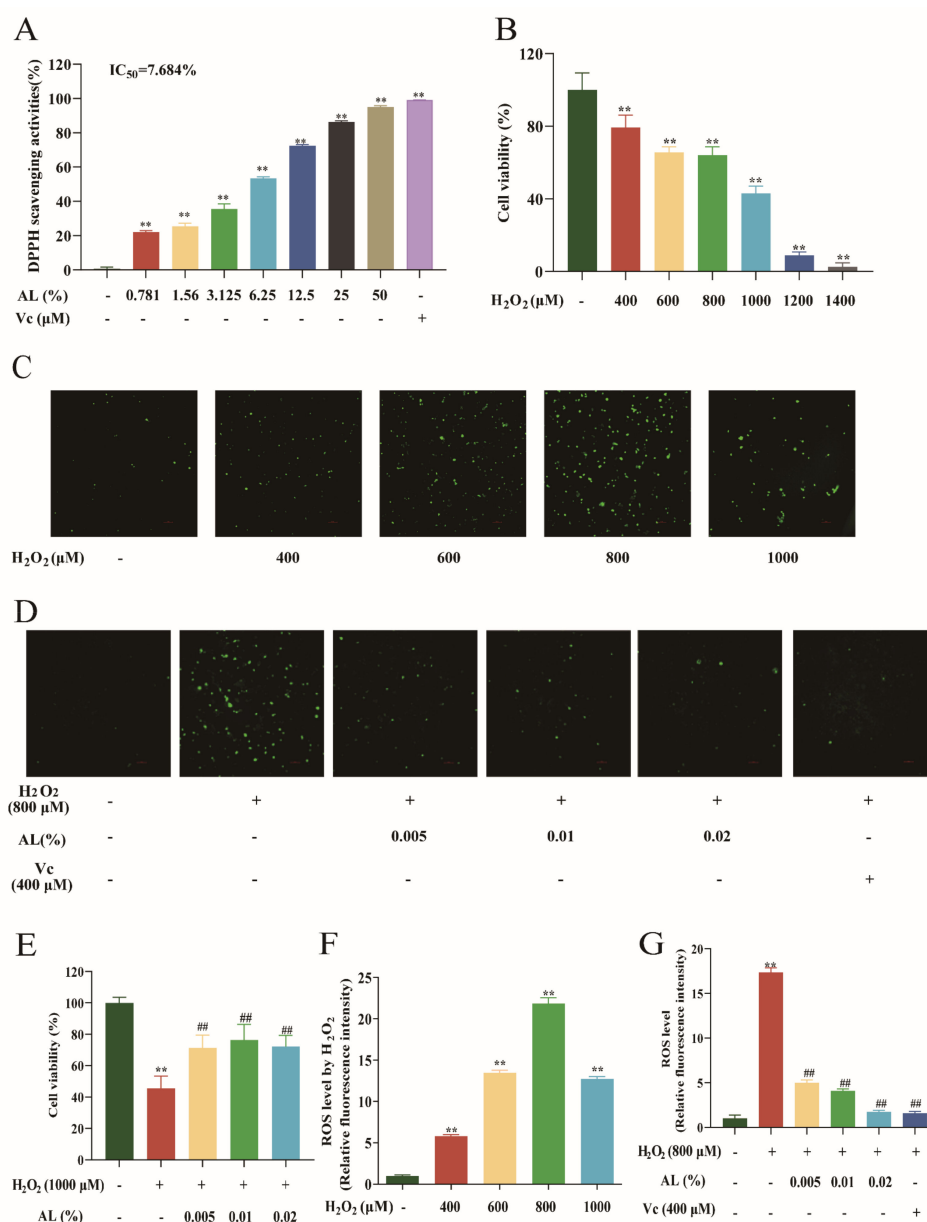 A
IC50=7.684%
DPPH scavenging activities(%)
120
100
80
60
40
20
0
** ** ** ** ** ** ** **
AL (%) - 0.781 1.56 3.125 6.25 12.5 25 50 -
Vc (μM) - - - - - - - - +
B
Cell viability (%)
120
80
40
0
** ** ** ** ** **
H2O2 (μM) - 400 600 800 1000 1200 1400
C
H2O2 (μM) - 400 600 800 1000
D
H2O2
(800 μM) - + + + + +
AL(%) - - 0.005 0.01 0.02 -
Vc
(400 μM) - - - - - +
E
Cell viability (%)
120
100
80
60
40
20
0
** ## ## ##
H2O2 (1000 μM) - + + + +
AL (%) - - 0.005 0.01 0.02
F
ROS level by H2O2
(Relative fluorescence intensity)
25
20
15
10
5
0
** ** ** **
H2O2 (μM) - 400 600 800 1000
G
ROS level
(Relative fluorescence intensity)
20
15
10
5
0
** ## ## ## ##
H2O2 (800 μM) - + + + + +
AL (%) - - 0.005 0.01 0.02 -
Vc (400 μM) - - - - - +